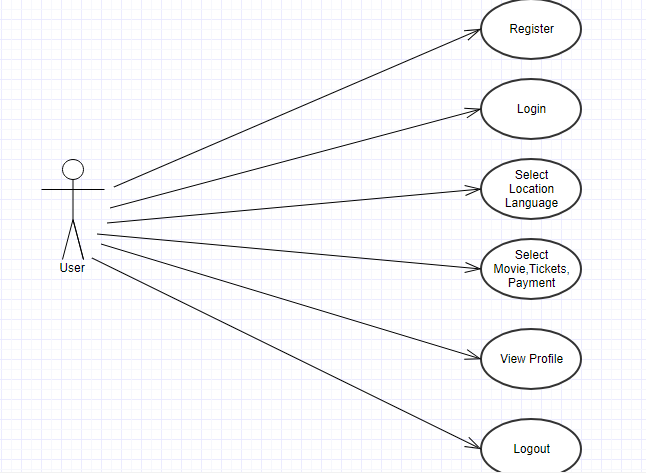 Register
Login
Select
Location
Language
Select
Movie,Tickets,
Payment
User
View Profile
Logout